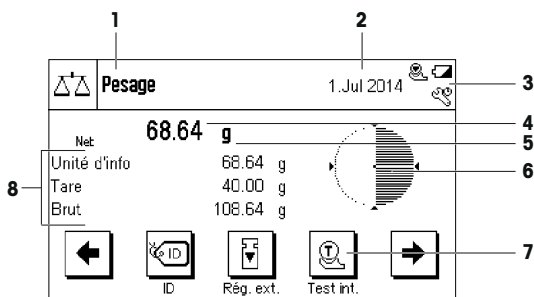 1 2
Pesage 1.Jul 2014 3
Net 68.64 g 4
5
Unité d'info 68.64 g
Tare 40.00 g 6
8 Brut 108.64 g
ID T 7
ID Rég. ext. Test int.